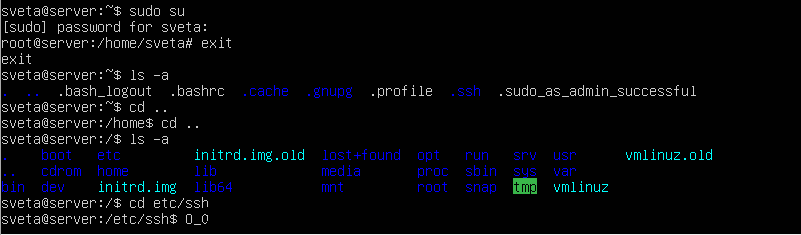 sveta@server:~$ sudo su
[sudo] password for sveta:
root@server:/home/sveta# exit
exit
sveta@server:~$ ls -a
.  ..  .bash_logout  .bashrc  .cache  .gnupg  .profile  .ssh  .sudo_as_admin_successful
sveta@server:~$ cd ..
sveta@server:/home$ cd ..
sveta@server:/$ ls -a
.    boot   etc         initrd.img.old  lost+found  opt   run   srv  usr      vmlinuz.old
..   cdrom  home        lib             media       proc  sbin  sys  var
bin  dev    initrd.img  lib64           mnt         root  snap  tmp  vmlinuz
sveta@server:/$ cd etc/ssh
sveta@server:/etc/ssh$ O_O